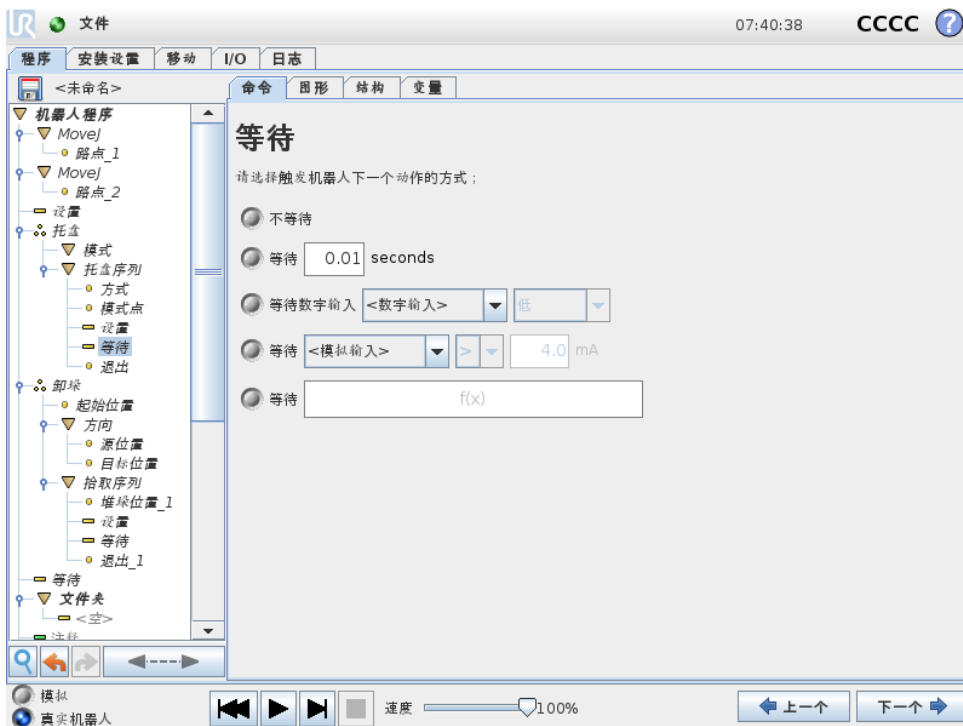 UR 文件 07:40:38 CCCC ?
程序 安装设置 移动 I/O 日志
<未命名>
命令 图形 结构 变量
机器人程序
MoveJ
路点_1
MoveJ
路点_2
设置
托盘
模式
托盘序列
方式
模式点
设置
等待
退出
卸垛
起始位置
方向
源位置
目标位置
拾取序列
堆垛位置_1
设置
等待
退出_1
等待
文件夹
<空>
注释
等待
请选择触发机器人下一个动作的方式；
不等待
等待 0.01 seconds
等待数字输入 <数字输入> 低
等待 <模拟输入> > 4.0 mA
等待 f(x)
模拟
真实机器人
速度 100%
上一个 下一个